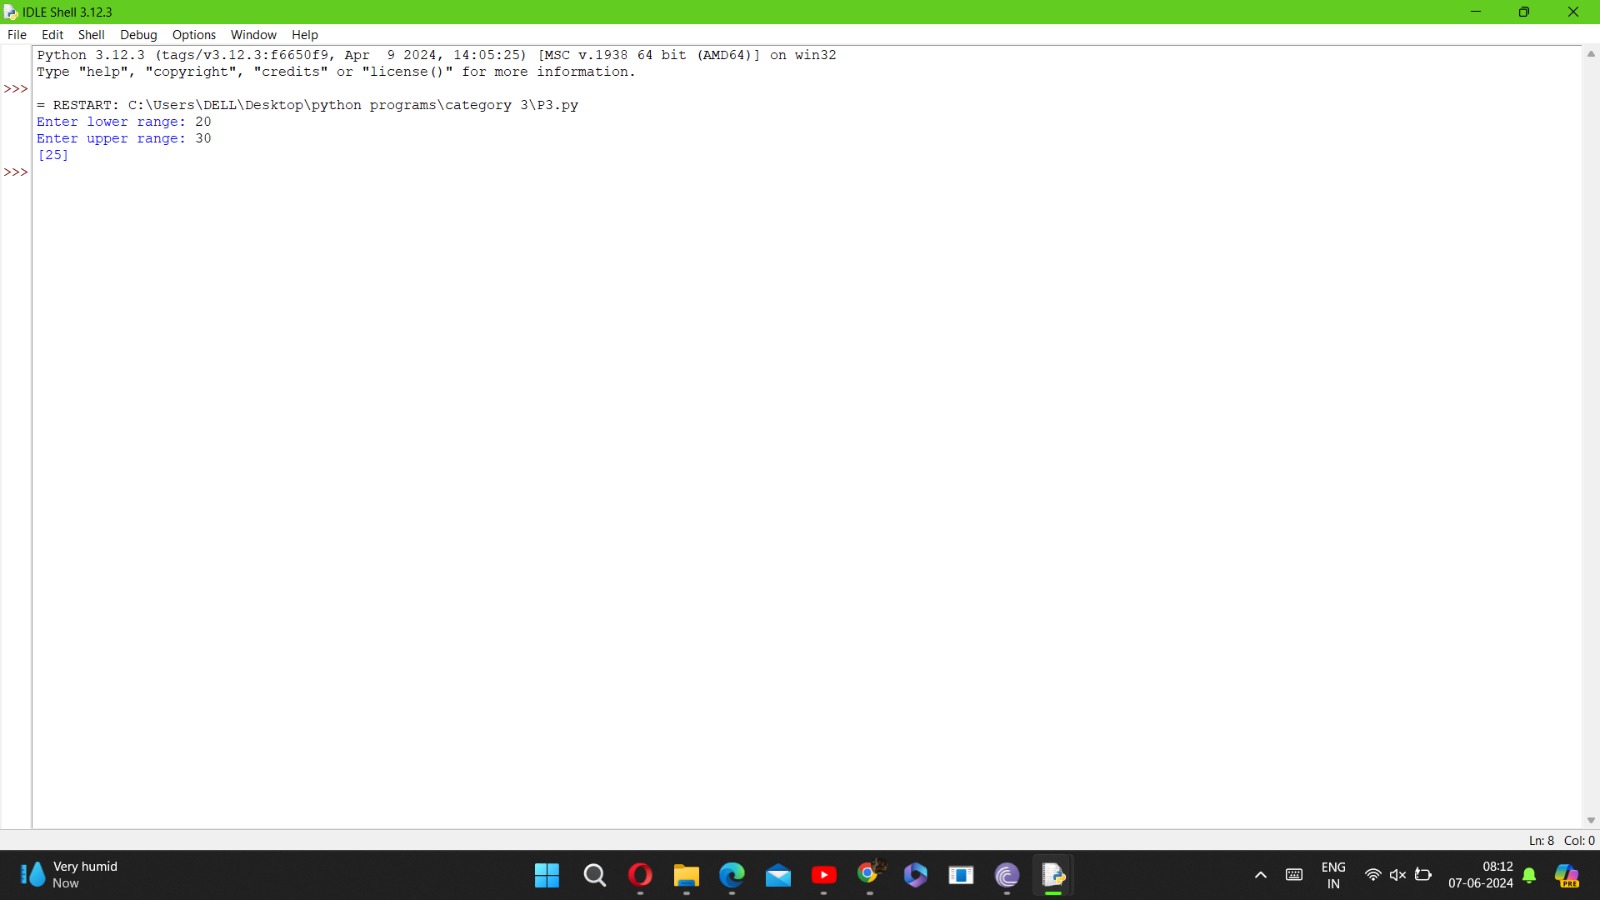 IDLE Shell 3.12.3
File Edit Shell Debug Options Window Help
Python 3.12.3 (tags/v3.12.3:f6650f9, Apr  9 2024, 14:05:25) [MSC v.1938 64 bit (AMD64)] on win32
Type "help", "copyright", "credits" or "license()" for more information.
>>>
= RESTART: C:\Users\DELL\Desktop\python programs\category 3\P3.py
Enter lower range: 20
Enter upper range: 30
[25]
>>>
Ln: 8 Col: 0
Very humid
Now
ENG
IN
08:12
07-06-2024
PRE